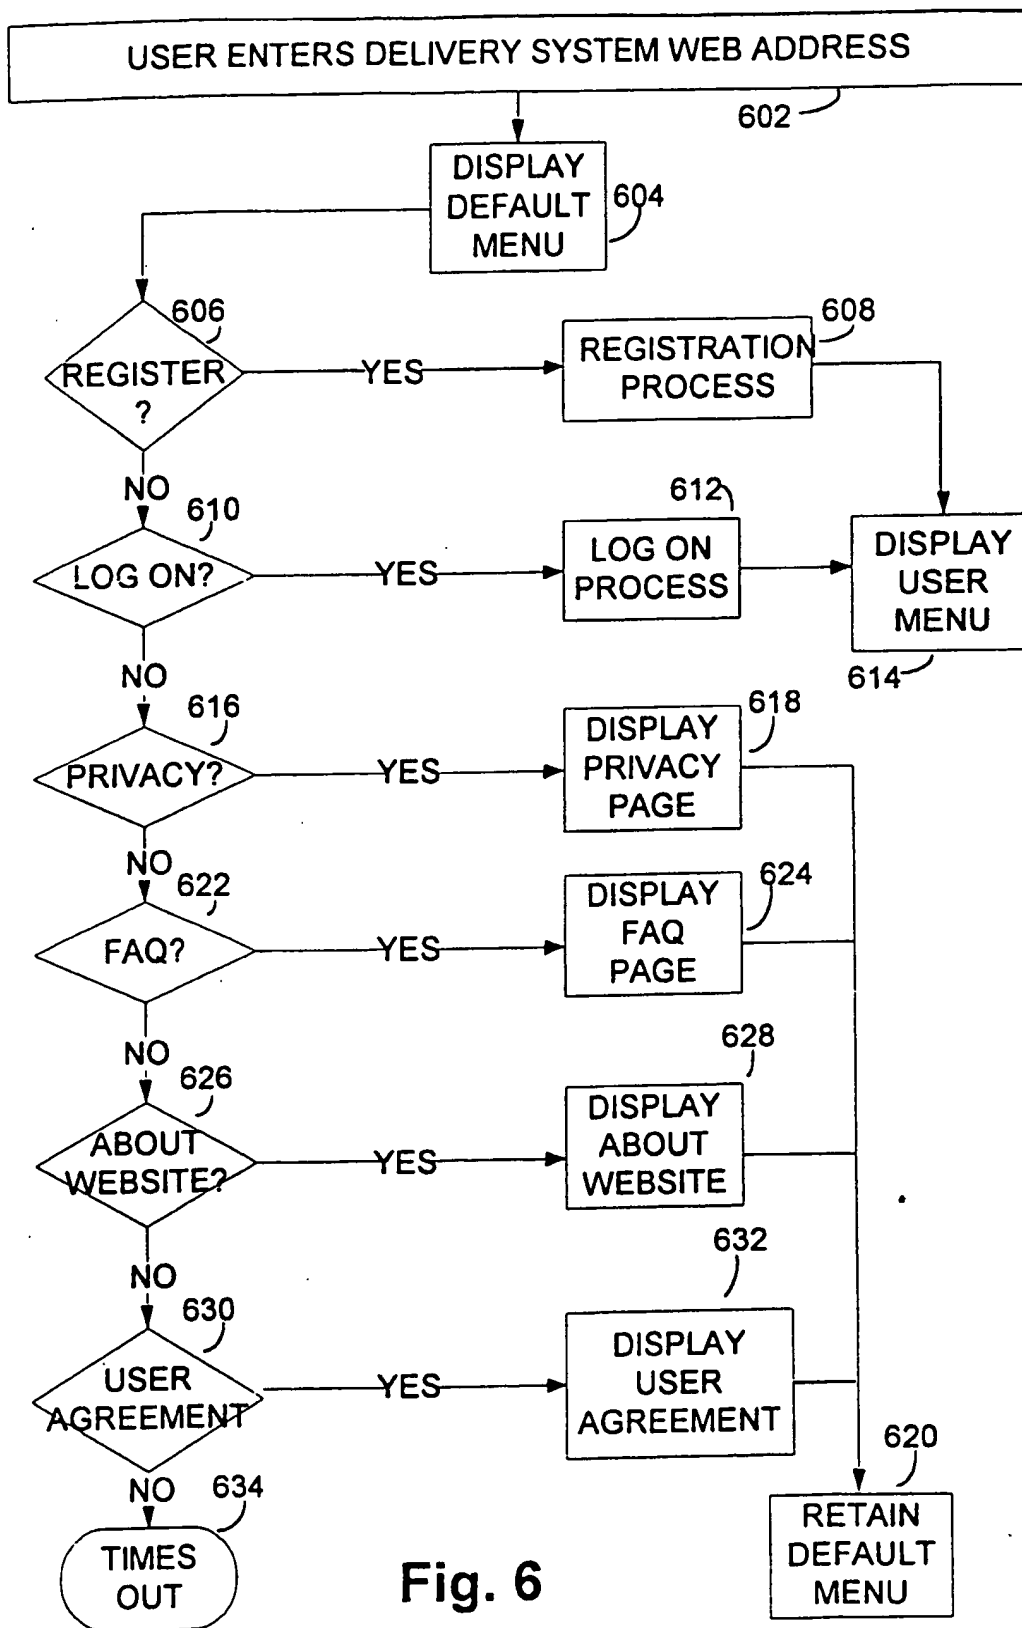 USER ENTERS DELIVERY SYSTEM WEB ADDRESS
602
DISPLAY
DEFAULT
MENU
604
606
REGISTER
?
YES
REGISTRATION
PROCESS
608
NO
610
LOG ON?
YES
612
LOG ON
PROCESS
DISPLAY
USER
MENU
614
NO
616
PRIVACY?
YES
DISPLAY
PRIVACY
PAGE
618
NO
622
FAQ?
YES
DISPLAY
FAQ
PAGE
624
NO
626
ABOUT
WEBSITE?
YES
628
DISPLAY
ABOUT
WEBSITE
NO
630
USER
AGREEMENT
YES
632
DISPLAY
USER
AGREEMENT
NO
634
TIMES
OUT
620
RETAIN
DEFAULT
MENU
Fig. 6